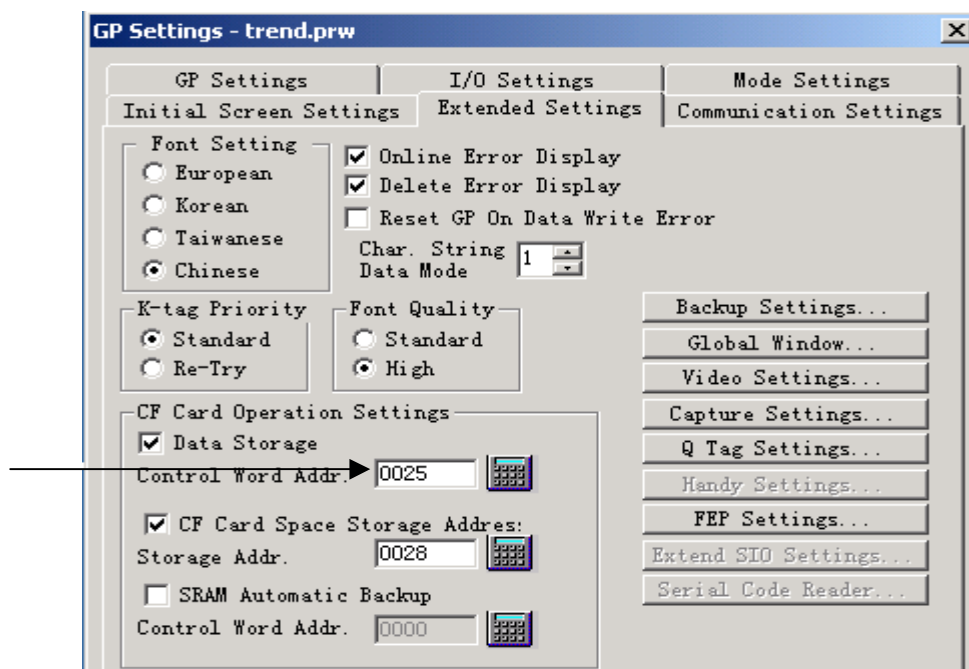 GP Settings - trend.prw
GP Settings I/O Settings Mode Settings
Initial Screen Settings Extended Settings Communication Settings
Font Setting
European
Korean
Taiwanese
Chinese
Online Error Display
Delete Error Display
Reset GP On Data Write Error
Char. String
Data Mode
1
K-tag Priority
Standard
Re-Try
Font Quality
Standard
High
CF Card Operation Settings
Data Storage
Control Word Addr. 0025
CF Card Space Storage Addres:
Storage Addr. 0028
SRAM Automatic Backup
Control Word Addr. 0000
Backup Settings...
Global Window...
Video Settings...
Capture Settings...
Q Tag Settings...
Handy Settings...
FEP Settings...
Extend SIO Settings...
Serial Code Reader...